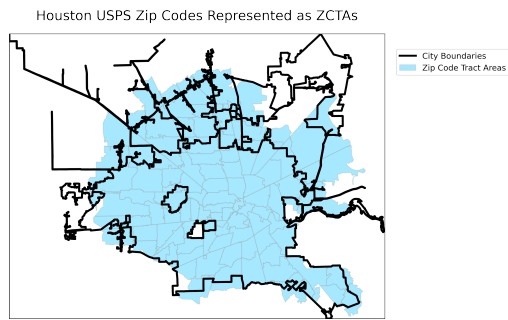 Houston USPS Zip Codes Represented as ZCTAs
City Boundaries
Zip Code Tract Areas